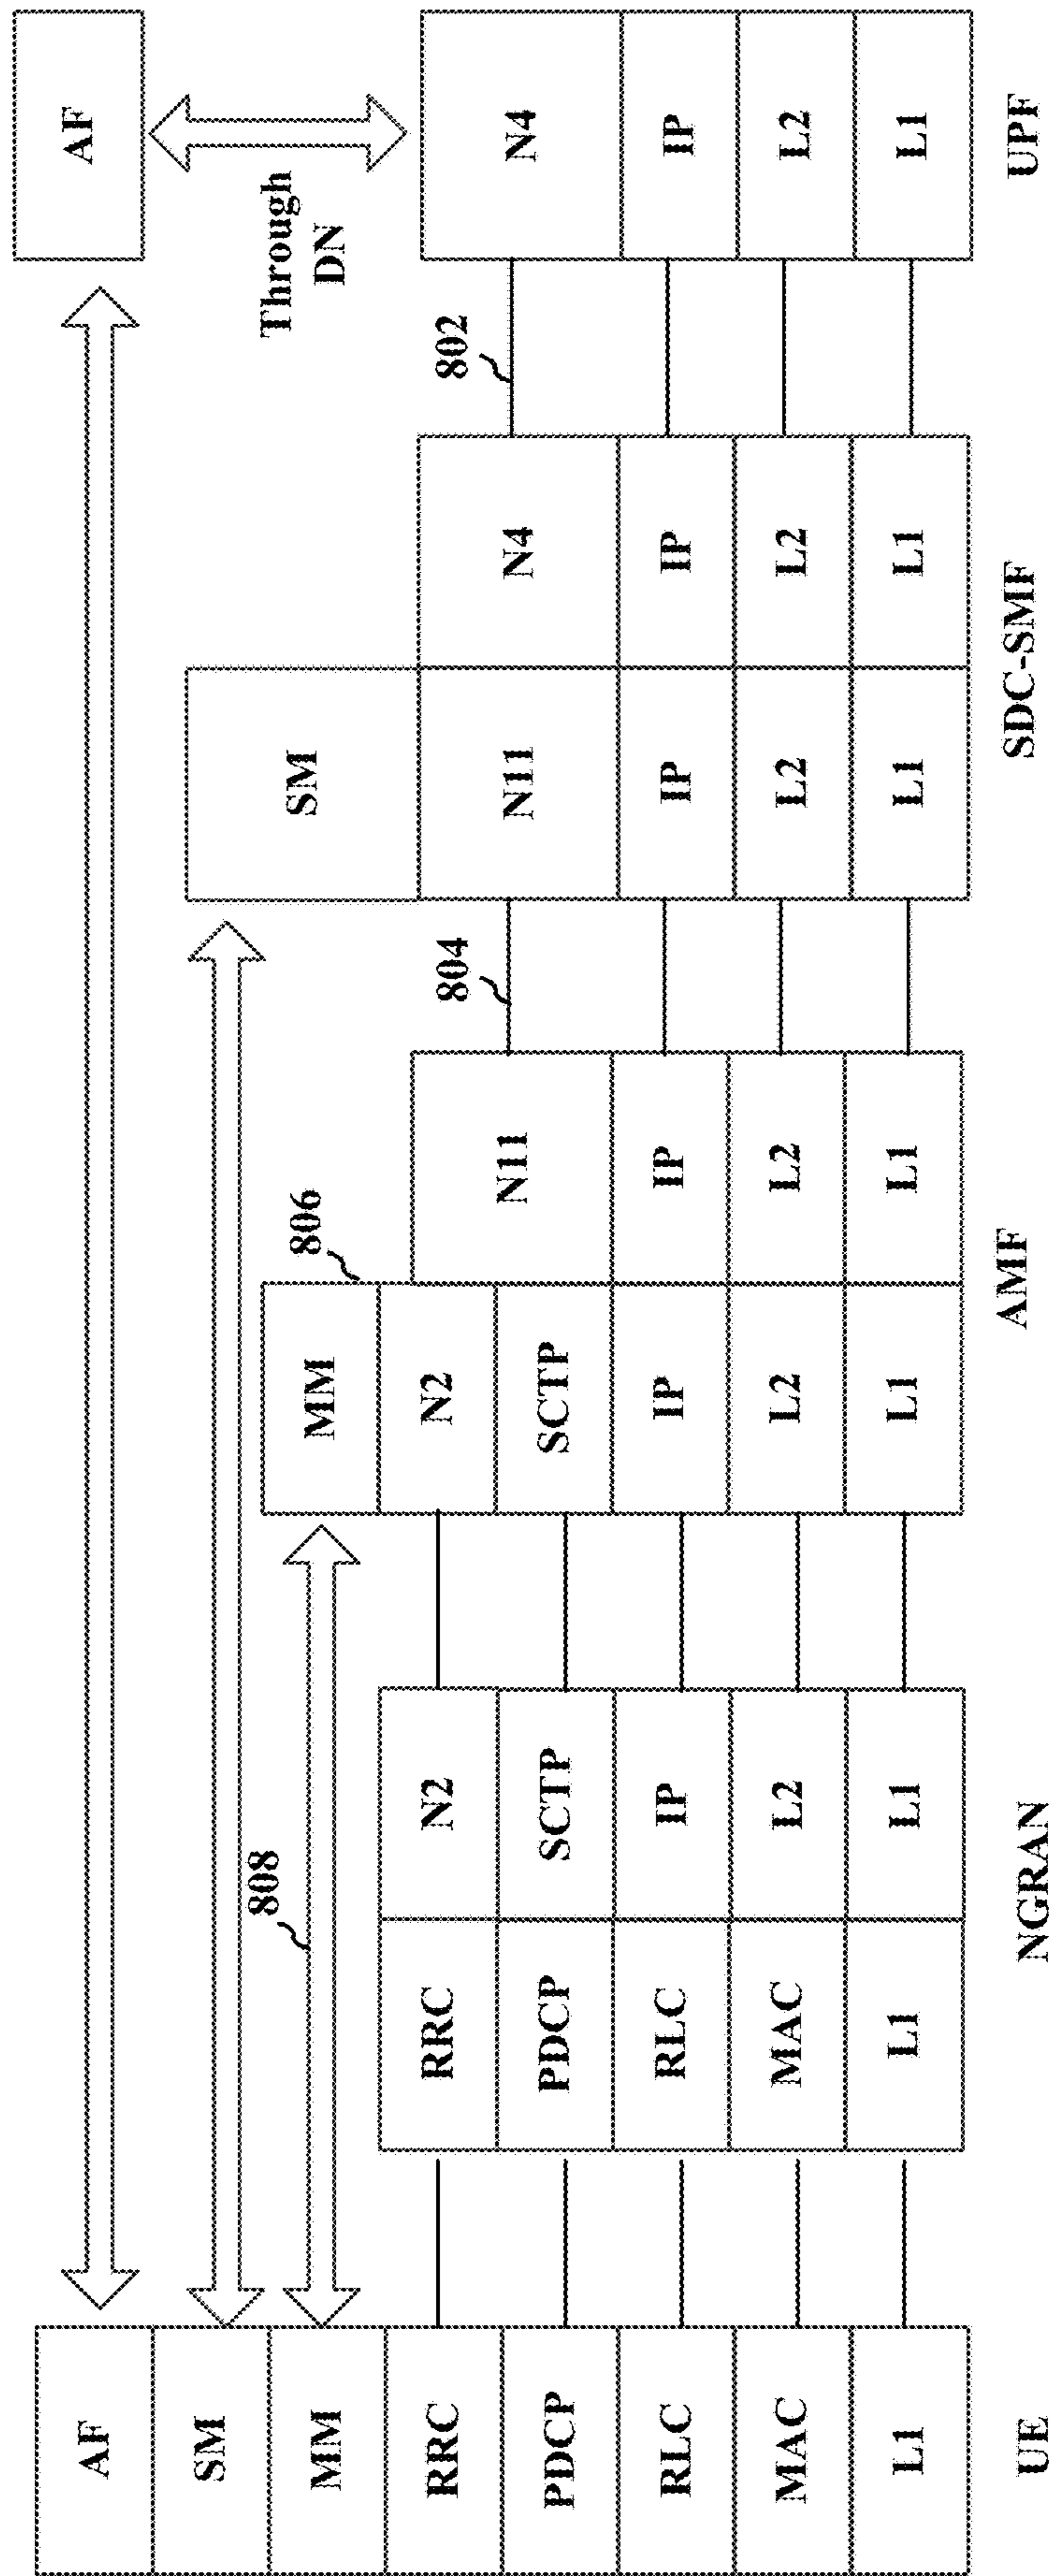 AF
SM
MM
RRC
PDCP
RLC
MAC
L1
UE
808
RRC
PDCP
RLC
MAC
L1
N2
SCTP
IP
L2
L1
NGRAN
806
MM
N2
SCTP
IP
L2
L1
N11
IP
L2
L1
AMF
804
SM
N11
IP
L2
L1
N4
IP
L2
L1
SDC-SMF
802
AF
Through
DN
N4
IP
L2
L1
UPF